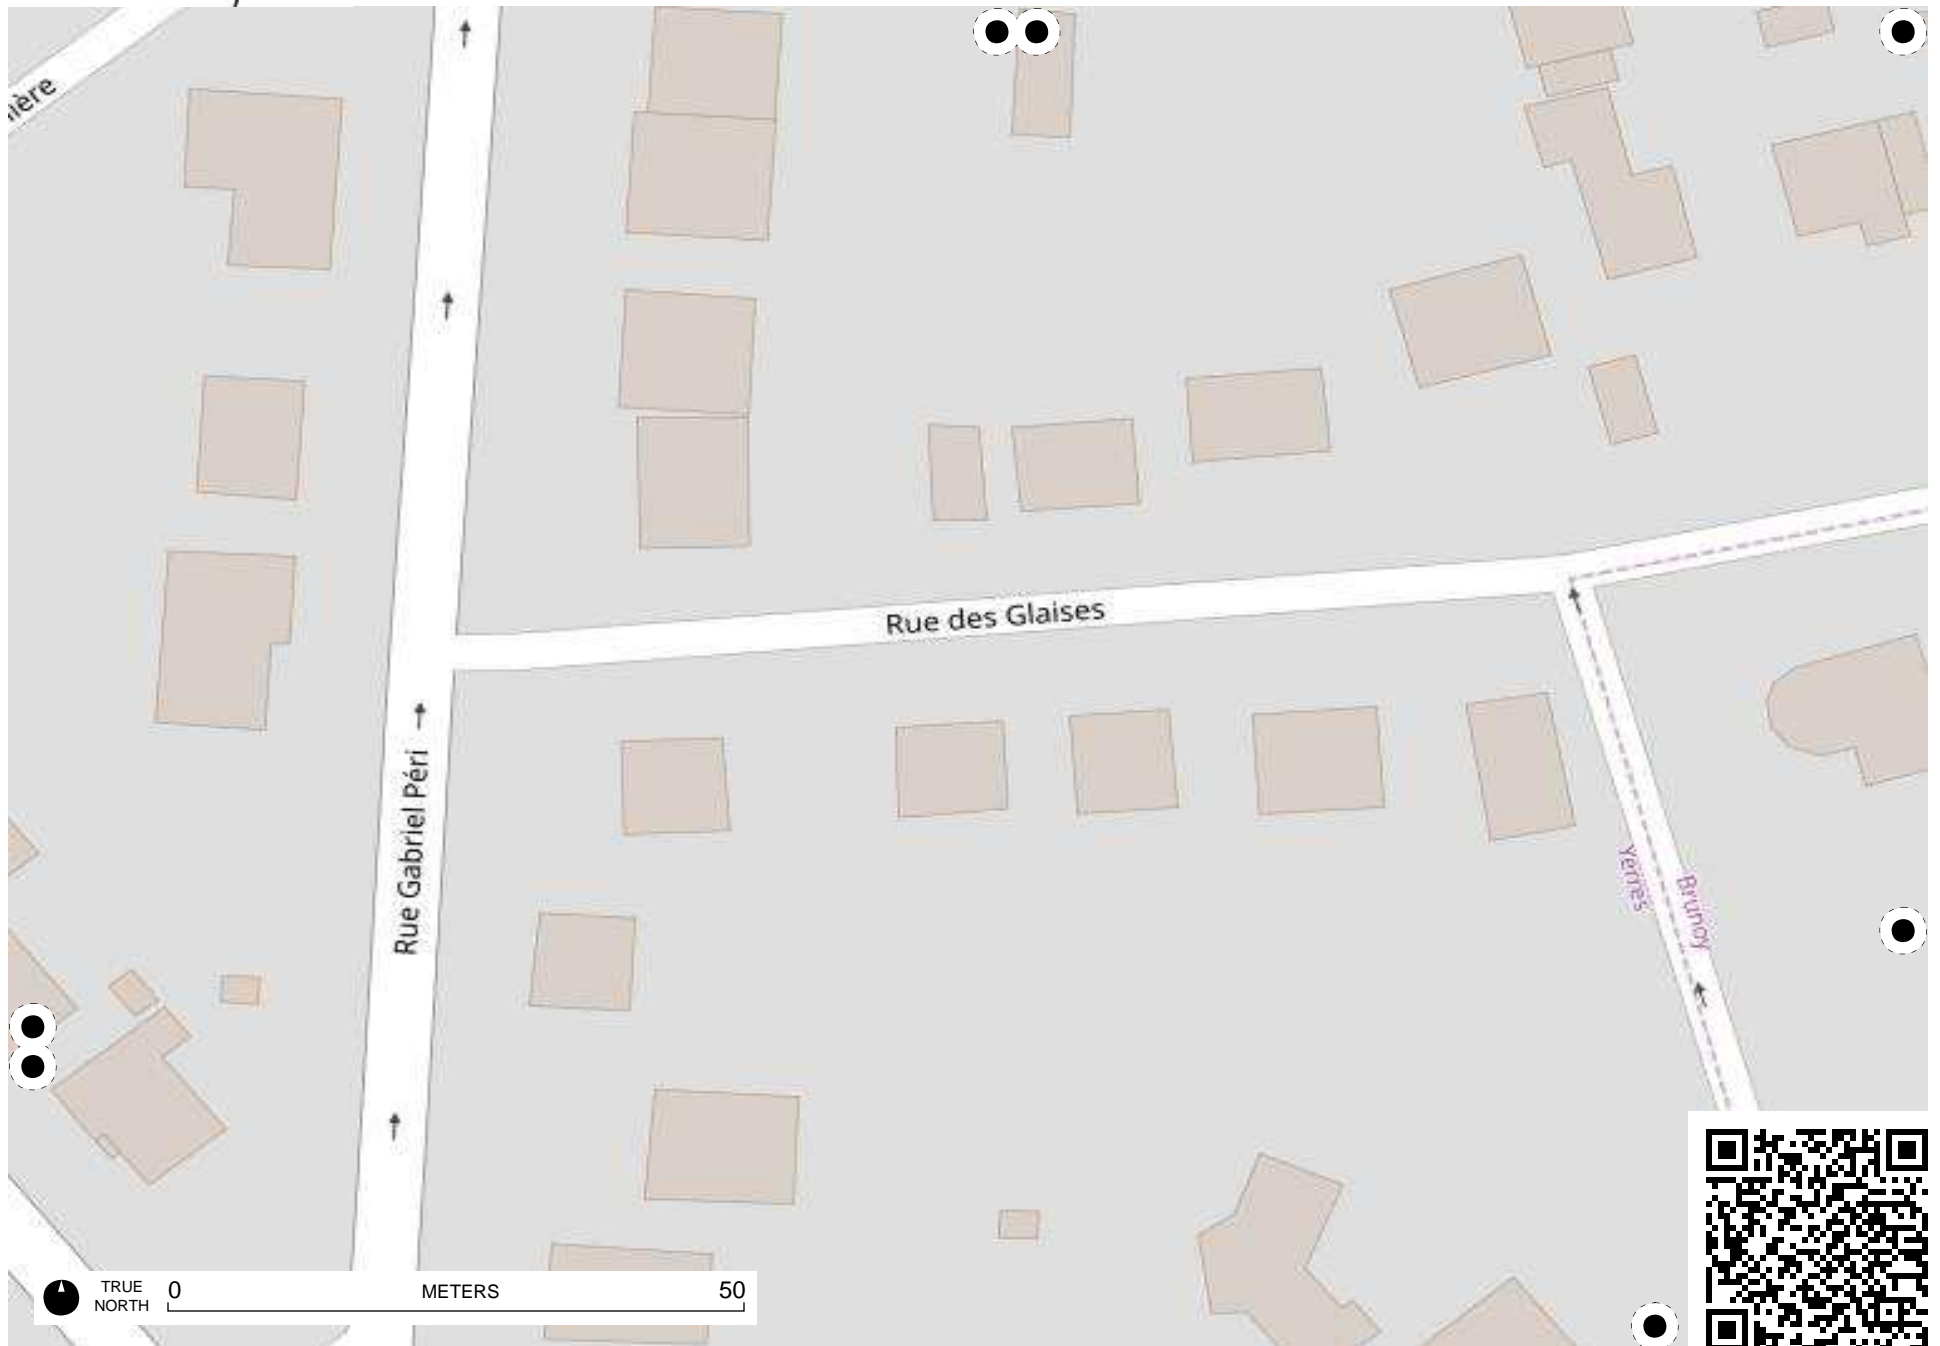 ière
Rue des Glaises
Rue Gabriel Péri
Yerres
Brunoy
TRUE
NORTH
0
METERS
50